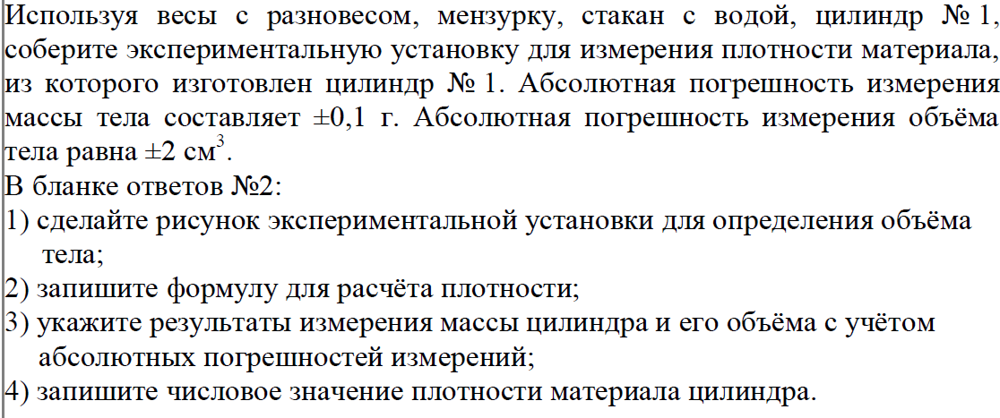 Используя весы с разновесом, мензурку, стакан с водой, цилиндр № 1,
соберите экспериментальную установку для измерения плотности материала,
из которого изготовлен цилиндр № 1. Абсолютная погрешность измерения
массы тела составляет ±0,1 г. Абсолютная погрешность измерения объёма
тела равна ±2 см³.
В бланке ответов №2:
1) сделайте рисунок экспериментальной установки для определения объёма
тела;
2) запишите формулу для расчёта плотности;
3) укажите результаты измерения массы цилиндра и его объёма с учётом
абсолютных погрешностей измерений;
4) запишите числовое значение плотности материала цилиндра.